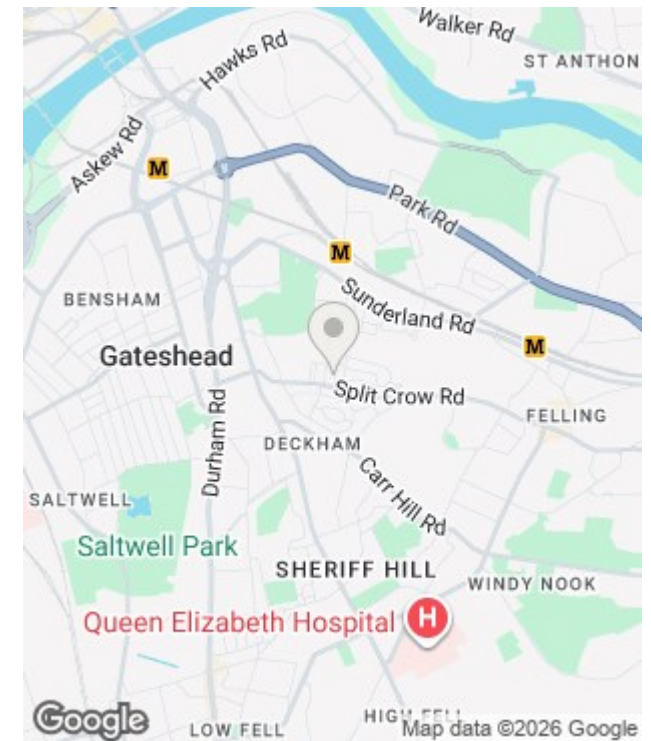 Walker Rd
Hawks Rd
ST ANTHON
Askew Rd
M
Park Rd
M
BENSHAM
Sunderland Rd
M
Gateshead
Split Crow Rd
Durham Rd
FELLING
DECKHAM
SALTWELL
Carr Hill Rd
Saltwell Park
SHERIFF HILL
WINDY NOOK
Queen Elizabeth Hospital
H
Google
LOW FELL
HIGH FELL
Map data ©2026 Google